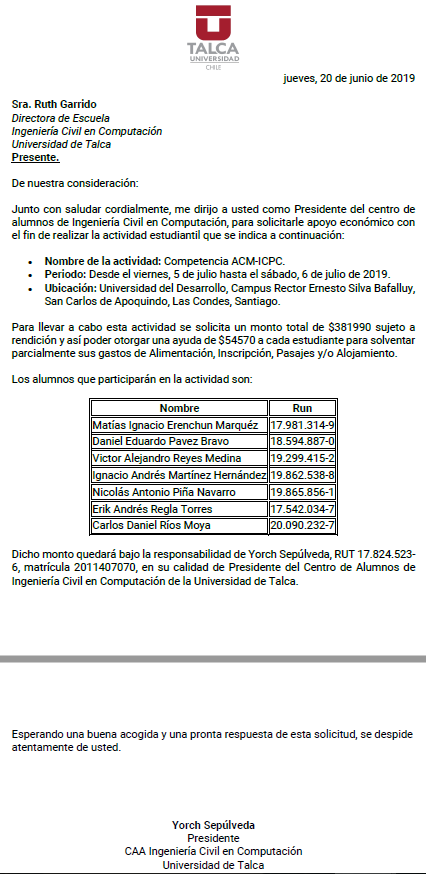 TALCA
UNIVERSIDAD
CHILE
jueves, 20 de junio de 2019
Sra. Ruth Garrido
Directora de Escuela
Ingeniería Civil en Computación
Universidad de Talca
Presente.
De nuestra consideración:
Junto con saludar cordialmente, me dirijo a usted como Presidente del centro de
alumnos de Ingeniería Civil en Computación, para solicitarle apoyo económico con
el fin de realizar la actividad estudiantil que se indica a continuación:
• Nombre de la actividad: Competencia ACM-ICPC.
• Periodo: Desde el viernes, 5 de julio hasta el sábado, 6 de julio de 2019.
• Ubicación: Universidad del Desarrollo, Campus Rector Ernesto Silva Bafalluy,
San Carlos de Apoquindo, Las Condes, Santiago.
Para llevar a cabo esta actividad se solicita un monto total de $381990 sujeto a
rendición y así poder otorgar una ayuda de $54570 a cada estudiante para solventar
parcialmente sus gastos de Alimentación, Inscripción, Pasajes y/o Alojamiento.
Los alumnos que participarán en la actividad son:
Nombre Run
Matías Ignacio Erenchun Marquéz 17.981.314-9
Daniel Eduardo Pavez Bravo 18.594.887-0
Victor Alejandro Reyes Medina 19.299.415-2
Ignacio Andrés Martínez Hernández 19.862.538-8
Nicolás Antonio Piña Navarro 19.865.856-1
Erik Andrés Regla Torres 17.542.034-7
Carlos Daniel Ríos Moya 20.090.232-7
Dicho monto quedará bajo la responsabilidad de Yorch Sepúlveda, RUT 17.824.523-
6, matrícula 2011407070, en su calidad de Presidente del Centro de Alumnos de
Ingeniería Civil en Computación de la Universidad de Talca.
Esperando una buena acogida y una pronta respuesta de esta solicitud, se despide
atentamente de usted.
Yorch Sepúlveda
Presidente
CAA Ingeniería Civil en Computación
Universidad de Talca